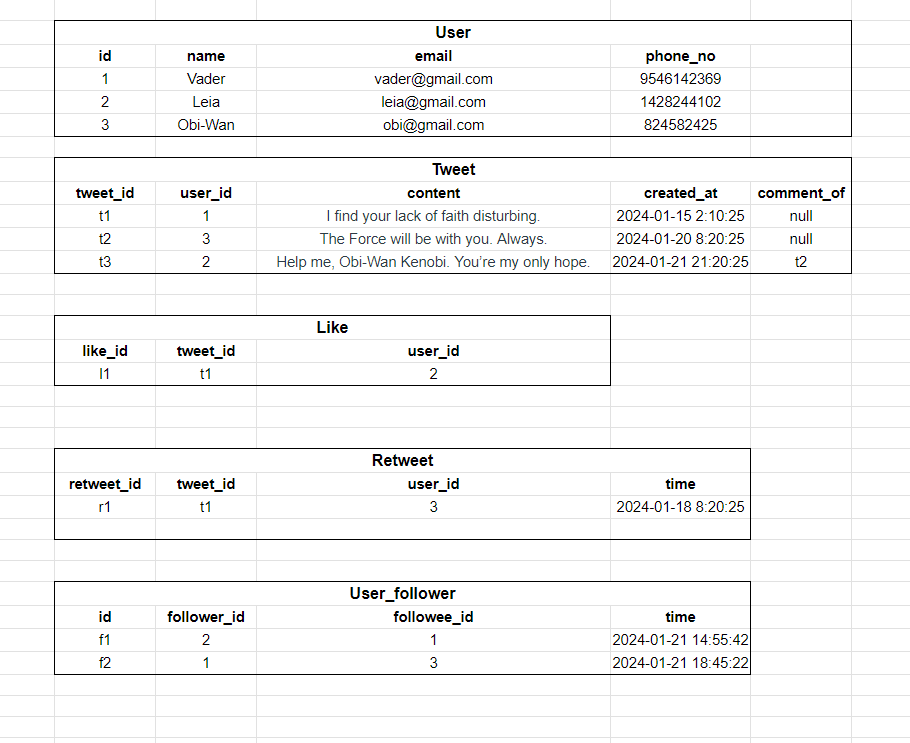 User
id name email phone_no
1 Vader vader@gmail.com 9546142369
2 Leia leia@gmail.com 1428244102
3 Obi-Wan obi@gmail.com 824582425
Tweet
tweet_id user_id content created_at comment_of
t1 1 I find your lack of faith disturbing. 2024-01-15 2:10:25 null
t2 3 The Force will be with you. Always. 2024-01-20 8:20:25 null
t3 2 Help me, Obi-Wan Kenobi. You’re my only hope. 2024-01-21 21:20:25 t2
Like
like_id tweet_id user_id
l1 t1 2
Retweet
retweet_id tweet_id user_id time
r1 t1 3 2024-01-18 8:20:25
User_follower
id follower_id followee_id time
f1 2 1 2024-01-21 14:55:42
f2 1 3 2024-01-21 18:45:22